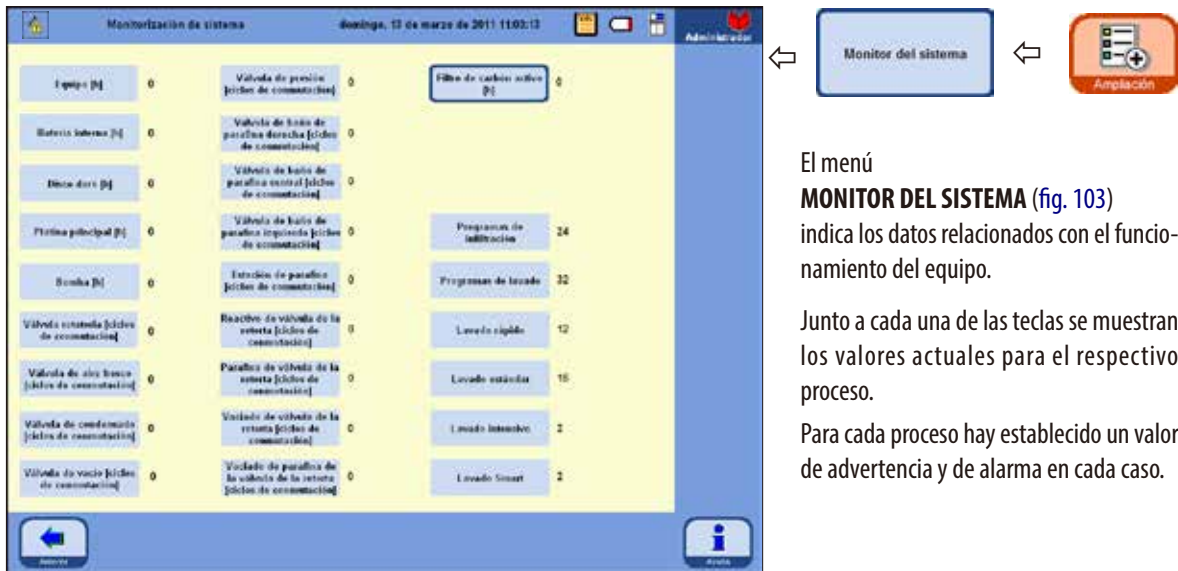 Monitorización de sistema
domingo, 13 de marzo de 2011 11:03:13
Administrador
Equipo [h] 0
Batería interna [h] 0
Disco duro [h] 0
Platina principal [h] 0
Bomba [h] 0
Válvula rotatoria [ciclos
de conmutación] 0
Válvula de aire fresco
[ciclos de conmutación] 0
Válvula de condensado
[ciclos de conmutación] 0
Válvula de vacío [ciclos
de conmutación] 0
Válvula de presión
[ciclos de conmutación] 0
Válvula de baño de
parafina derecha [ciclos
de conmutación] 0
Válvula de baño de
parafina central [ciclos
de conmutación] 0
Válvula de baño de
parafina izquierda [ciclos
de conmutación] 0
Estación de parafina
[ciclos de conmutación] 0
Reactivo de válvula de la
retorta [ciclos de
conmutación] 0
Parafina de válvula de la
retorta [ciclos de
conmutación] 0
Vaciado de válvula de la
retorta [ciclos de
conmutación] 0
Vaciado de parafina de
la válvula de la retorta
[ciclos de conmutación] 0
Filtro de carbón activo
[h] 0
Programas de
infiltración 24
Programas de lavado 32
Lavado rápido 12
Lavado estándar 16
Lavado intensivo 2
Lavado Smart 2
Ayuda
Monitor del sistema
Ampliación
El menú
MONITOR DEL SISTEMA (fig. 103)
indica los datos relacionados con el funcio-
namiento del equipo.
Junto a cada una de las teclas se muestran
los valores actuales para el respectivo
proceso.
Para cada proceso hay establecido un valor
de advertencia y de alarma en cada caso.